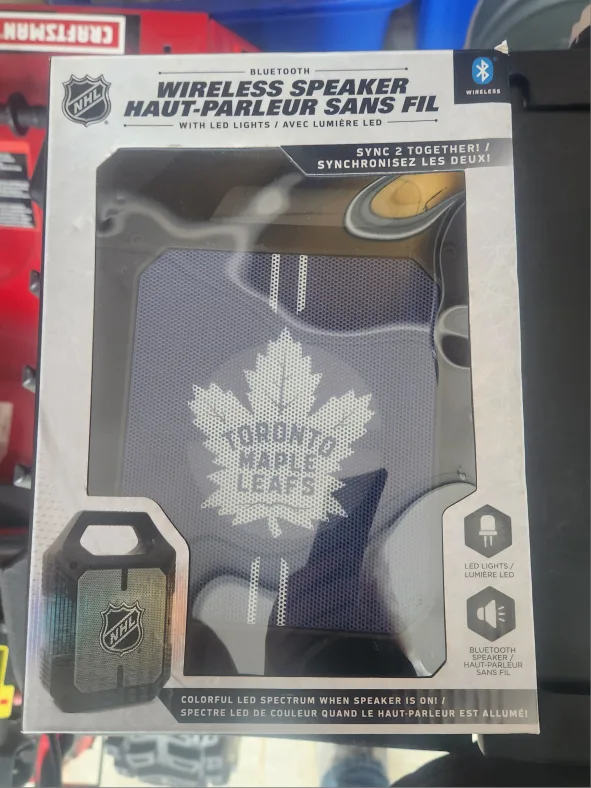 CRAFTSMAN
BLUETOOTH
WIRELESS SPEAKER
HAUT-PARLEUR SANS FIL
WITH LED LIGHTS / AVEC LUMIÈRE LED
NHL
WIRELESS
SYNC 2 TOGETHER! /
SYNCHRONISEZ LES DEUX!
TORONTO
MAPLE
LEAFS
NHL
LED LIGHTS /
LUMIÈRE LED
BLUETOOTH
SPEAKER /
HAUT-PARLEUR
SANS FIL
COLORFUL LED SPECTRUM WHEN SPEAKER IS ON! /
SPECTRE LED DE COULEUR QUAND LE HAUT-PARLEUR EST ALLUMÉ!